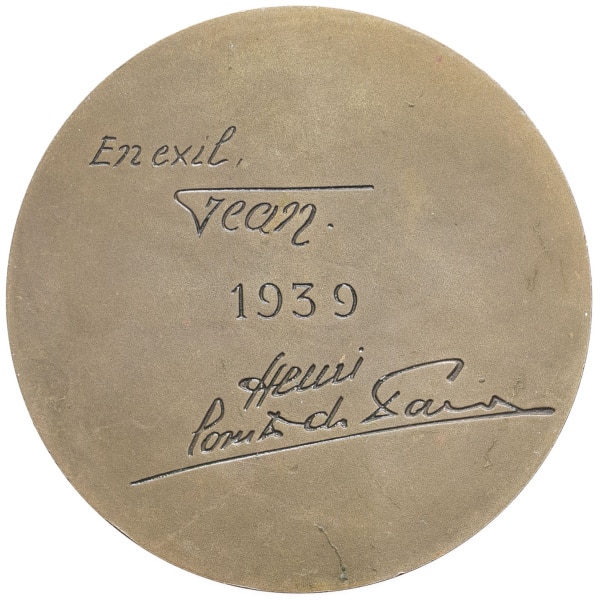 En exil,
Jean.
1939
Henri
Comte de Paris